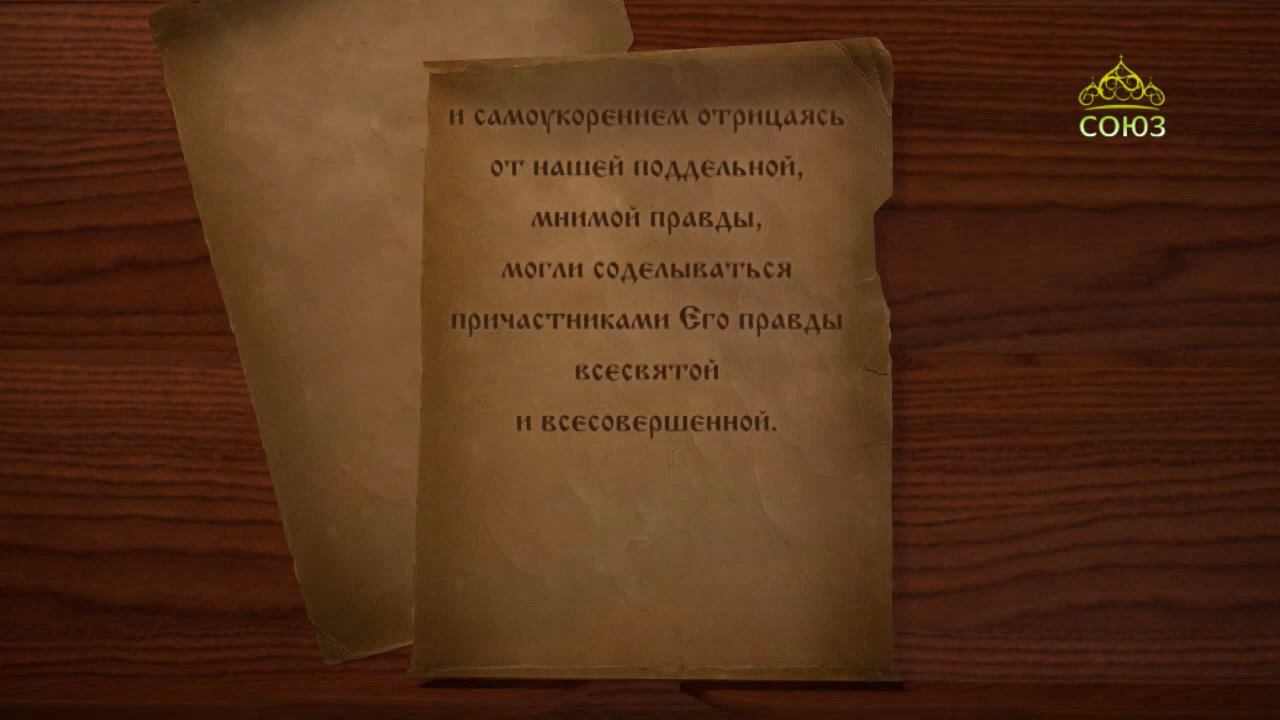 и самоукорением отрицаясь
от нашей поддельной,
мнимой правды,
могли соделываться
причастниками Его правды
всесвятой
и всесовершенной.
СОЮЗ